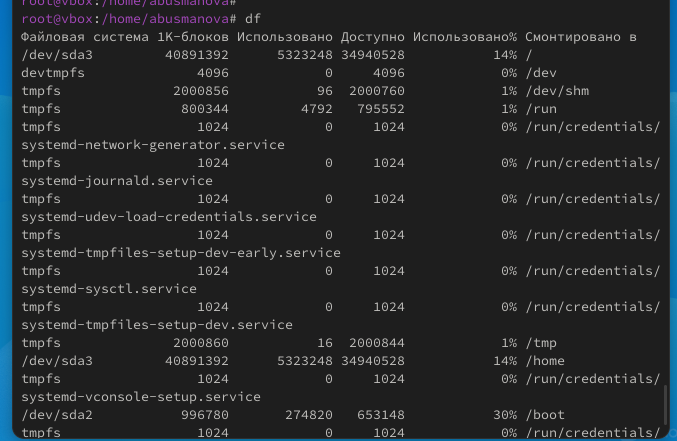 root@vbox:/home/abusmanova#
root@vbox:/home/abusmanova# df
Файловая система 1K-блоков Использовано Доступно Использовано% Смонтировано в
/dev/sda3 40891392 5323248 34940528 14% /
devtmpfs 4096 0 4096 0% /dev
tmpfs 2000856 96 2000760 1% /dev/shm
tmpfs 800344 4792 795552 1% /run
tmpfs 1024 0 1024 0% /run/credentials/
systemd-network-generator.service
tmpfs 1024 0 1024 0% /run/credentials/
systemd-journald.service
tmpfs 1024 0 1024 0% /run/credentials/
systemd-udev-load-credentials.service
tmpfs 1024 0 1024 0% /run/credentials/
systemd-tmpfiles-setup-dev-early.service
tmpfs 1024 0 1024 0% /run/credentials/
systemd-sysctl.service
tmpfs 1024 0 1024 0% /run/credentials/
systemd-tmpfiles-setup-dev.service
tmpfs 2000860 16 2000844 1% /tmp
/dev/sda3 40891392 5323248 34940528 14% /home
tmpfs 1024 0 1024 0% /run/credentials/
systemd-vconsole-setup.service
/dev/sda2 996780 274820 653148 30% /boot
tmpfs 1024 0 1024 0% /run/credentials/